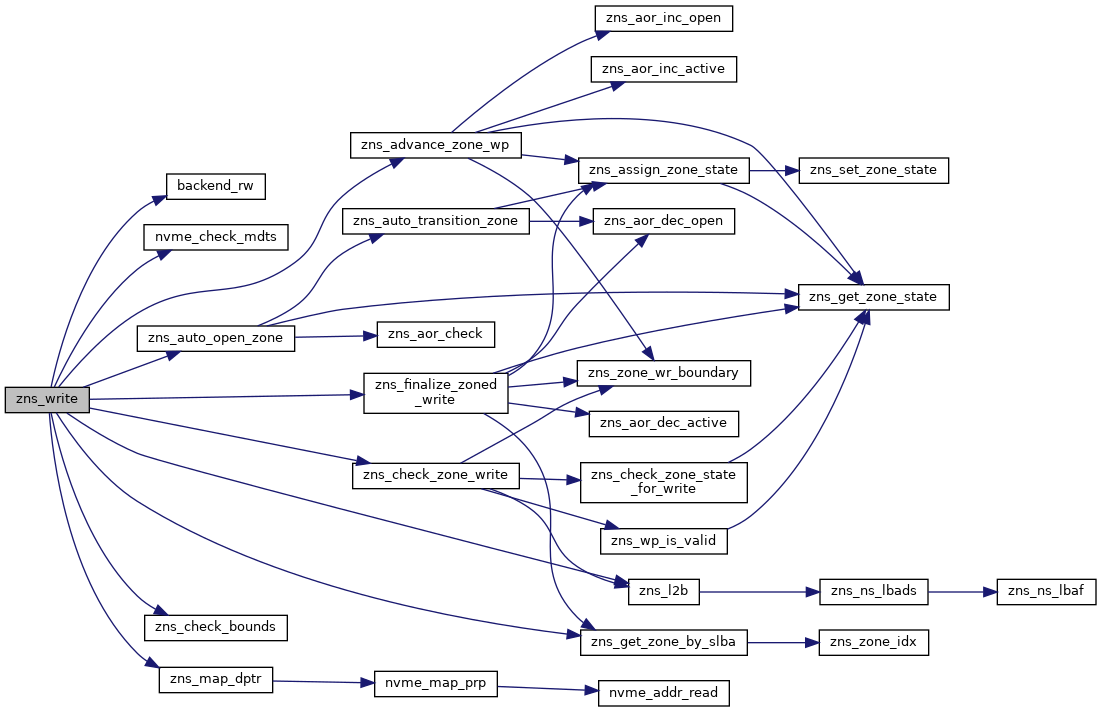 zns_aor_inc_open
zns_aor_inc_active
zns_advance_zone_wp
zns_assign_zone_state
zns_set_zone_state
backend_rw
zns_auto_transition_zone
zns_aor_dec_open
nvme_check_mdts
zns_get_zone_state
zns_auto_open_zone
zns_aor_check
zns_zone_wr_boundary
zns_finalize_zoned
_write
zns_write
zns_aor_dec_active
zns_check_zone_write
zns_check_zone_state
_for_write
zns_wp_is_valid
zns_l2b
zns_ns_lbads
zns_ns_lbaf
zns_check_bounds
zns_get_zone_by_slba
zns_zone_idx
zns_map_dptr
nvme_map_prp
nvme_addr_read